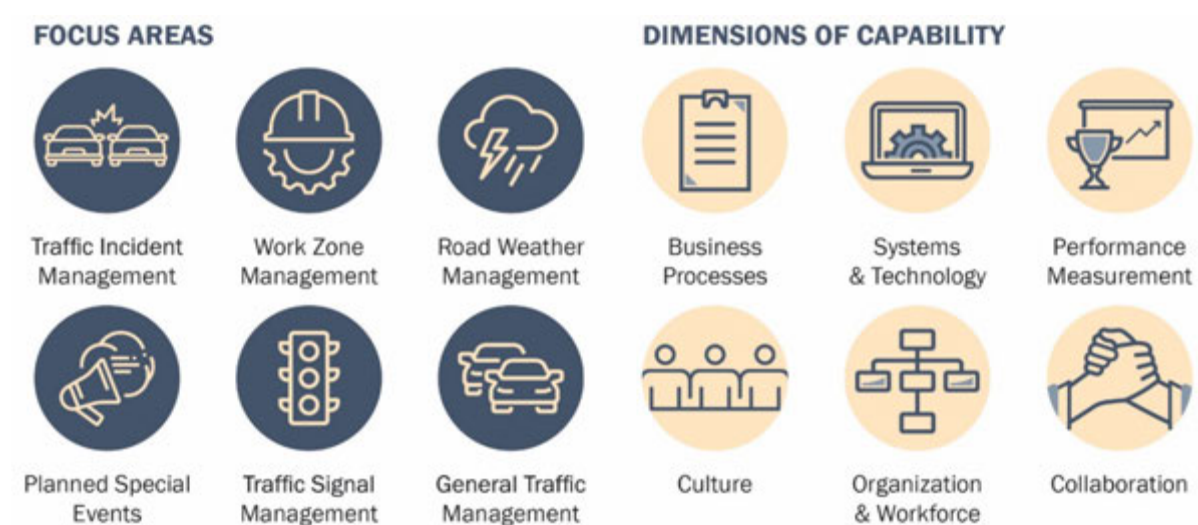 FOCUS AREAS
Traffic Incident
Management
Work Zone
Management
Road Weather
Management
Planned Special
Events
Traffic Signal
Management
General Traffic
Management
DIMENSIONS OF CAPABILITY
Business
Processes
Systems
& Technology
Performance
Measurement
Culture
Organization
& Workforce
Collaboration